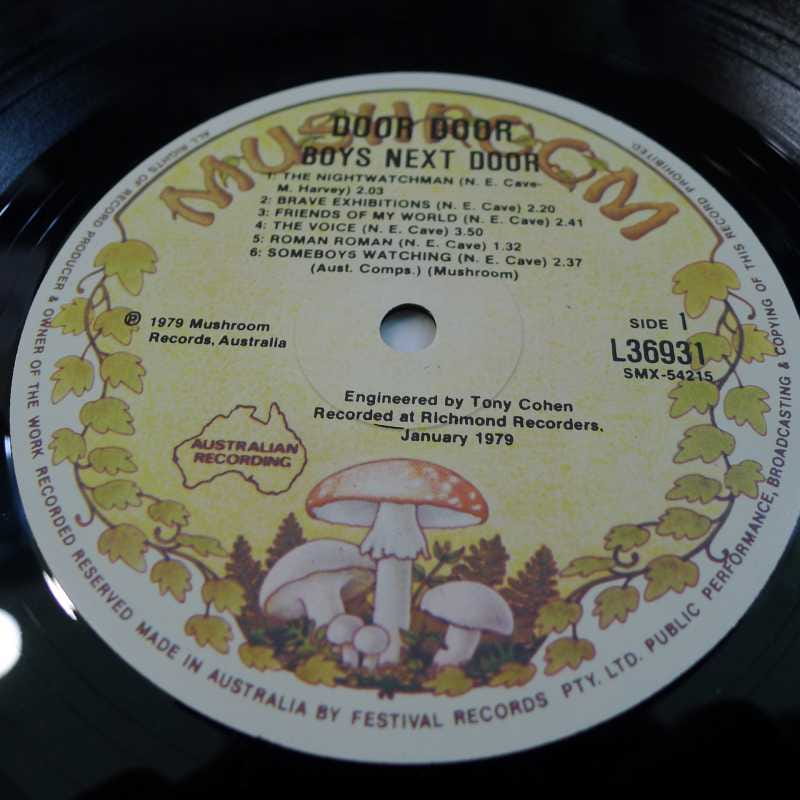 MUSHROOM
DOOR DOOR
BOYS NEXT DOOR
1: THE NIGHTWATCHMAN (N. E. Cave-
M. Harvey) 2.03
2: BRAVE EXHIBITIONS (N. E. Cave) 2.20
3: FRIENDS OF MY WORLD (N. E. Cave) 2.41
4: THE VOICE (N. E. Cave) 3.50
5: ROMAN ROMAN (N. E. Cave) 1.32
6: SOMEBOYS WATCHING (N. E. Cave) 2.37
(Aust. Comps.) (Mushroom)
℗ 1979 Mushroom
Records, Australia
SIDE 1
L36931
SMX-54215
Engineered by Tony Cohen
Recorded at Richmond Recorders,
January 1979
AUSTRALIAN
RECORDING
ALL RIGHTS OF RECORD PRODUCER & OWNER OF THE WORK RECORDED RESERVED MADE IN AUSTRALIA BY FESTIVAL RECORDS PTY. LTD. PUBLIC PERFORMANCE, BROADCASTING & COPYING OF THIS RECORD PROHIBITED.